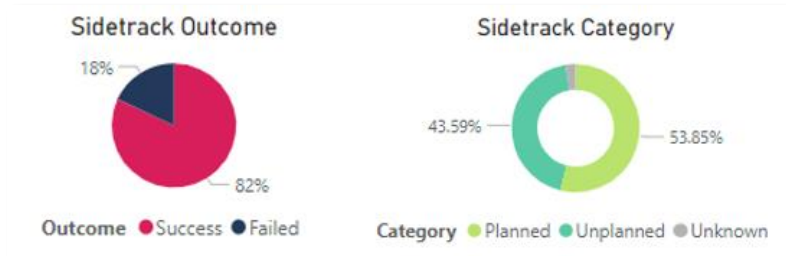 Sidetrack Outcome
18%
82%
Outcome Success Failed
Sidetrack Category
43.59%
53.85%
Category Planned Unplanned Unknown